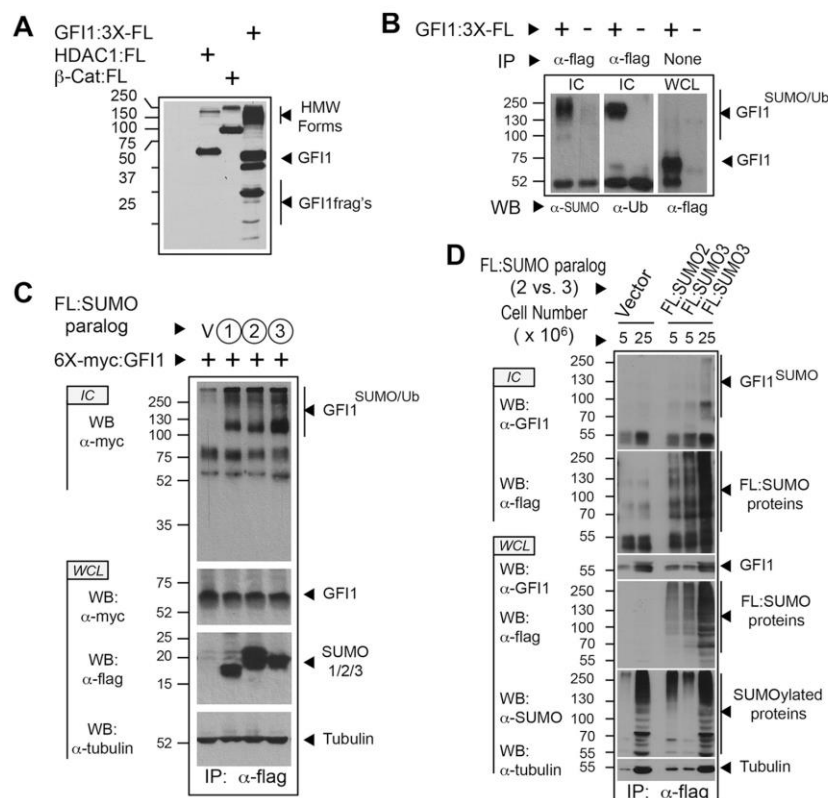 A
GFI1:3X-FL ► +
HDAC1:FL ► +
β-Cat:FL ► +
250
150
100
75
50
37
25
HMW
Forms
GFI1
GFI1frag's
B
GFI1:3X-FL ► + - + - + -
IP ► α-flag α-flag None
IC IC WCL
250
130
100
75
52
GFI1 SUMO/Ub
GFI1
WB ► α-SUMO α-Ub α-flag
C
FL:SUMO
paralog ► V 1 2 3
6X-myc:GFI1 ► + + + +
IC
WB
α-myc
250
130
100
75
52
35
GFI1 SUMO/Ub
WCL
WB:
α-myc
75
52
GFI1
WB:
α-flag
25
20
15
SUMO
1/2/3
WB:
α-tubulin
52
Tubulin
IP: α-flag
D
FL:SUMO paralog
(2 vs. 3) ►
Vector
FL:SUMO2
FL:SUMO3
FL:SUMO3
Cell Number
( x 10⁶) ► 5 25 5 5 25
IC
WB:
α-GFI1
250
130
100
70
55
GFI1 SUMO
WB:
α-flag
250
130
100
70
55
FL:SUMO
proteins
WCL
WB:
α-GFI1
55
GFI1
WB:
α-flag
250
130
100
70
55
FL:SUMO
proteins
WB:
α-SUMO
250
130
100
70
55
SUMOylated
proteins
WB:
α-tubulin
55
Tubulin
IP: α-flag